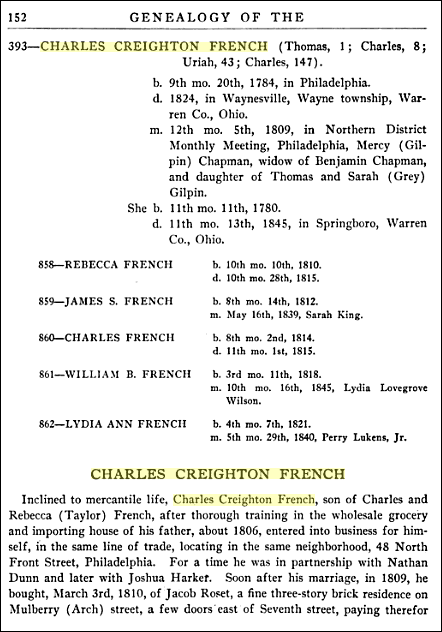 152 GENEALOGY OF THE
393—CHARLES CREIGHTON FRENCH (Thomas, 1; Charles, 8;
Uriah, 43; Charles, 147).
b. 9th mo. 20th, 1784, in Philadelphia.
d. 1824, in Waynesville, Wayne township, War-
ren Co., Ohio.
m. 12th mo. 5th, 1809, in Northern District
Monthly Meeting, Philadelphia, Mercy (Gil-
pin) Chapman, widow of Benjamin Chapman,
and daughter of Thomas and Sarah (Grey)
Gilpin.
She b. 11th mo. 11th, 1780.
d. 11th mo. 13th, 1845, in Springboro, Warren
Co., Ohio.
858—REBECCA FRENCH b. 10th mo. 10th, 1810.
d. 10th mo. 28th, 1815.
859—JAMES S. FRENCH b. 8th mo. 14th, 1812.
m. May 16th, 1839, Sarah King.
860—CHARLES FRENCH b. 8th mo. 2nd, 1814.
d. 11th mo. 1st, 1815.
861—WILLIAM B. FRENCH b. 3rd mo. 11th, 1818.
m. 10th mo. 16th, 1845, Lydia Lovegrove
Wilson.
862—LYDIA ANN FRENCH b. 4th mo. 7th, 1821.
m. 5th mo. 29th, 1840, Perry Lukens, Jr.
CHARLES CREIGHTON FRENCH
Inclined to mercantile life, Charles Creighton French, son of Charles and
Rebecca (Taylor) French, after thorough training in the wholesale grocery
and importing house of his father, about 1806, entered into business for him-
self, in the same line of trade, locating in the same neighborhood, 48 North
Front Street, Philadelphia. For a time he was in partnership with Nathan
Dunn and later with Joshua Harker. Soon after his marriage, in 1809, he
bought, March 3rd, 1810, of Jacob Roset, a fine three-story brick residence on
Mulberry (Arch) street, a few doors east of Seventh street, paying therefor